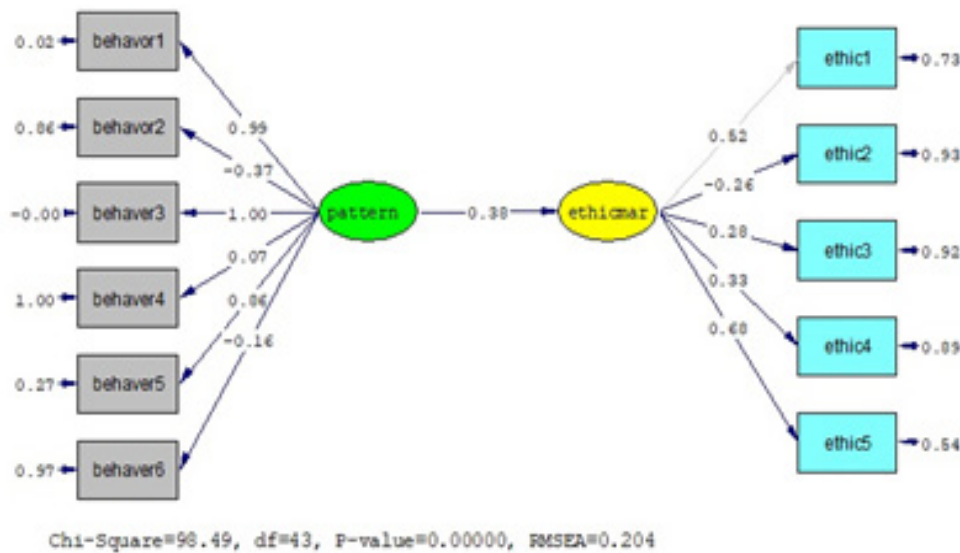 0.02 behavor1
0.86 behavor2
-0.00 behaver3
1.00 behaver4
0.27 behaver5
0.97 behaver6
0.99
-0.37
1.00
0.07
0.86
-0.16
pattern
0.38
ethicmar
0.52
-0.26
0.28
0.33
0.68
ethic1 0.73
ethic2 0.93
ethic3 0.92
ethic4 0.89
ethic5 0.54
Chi-Square=98.49, df=43, P-value=0.00000, RMSEA=0.204